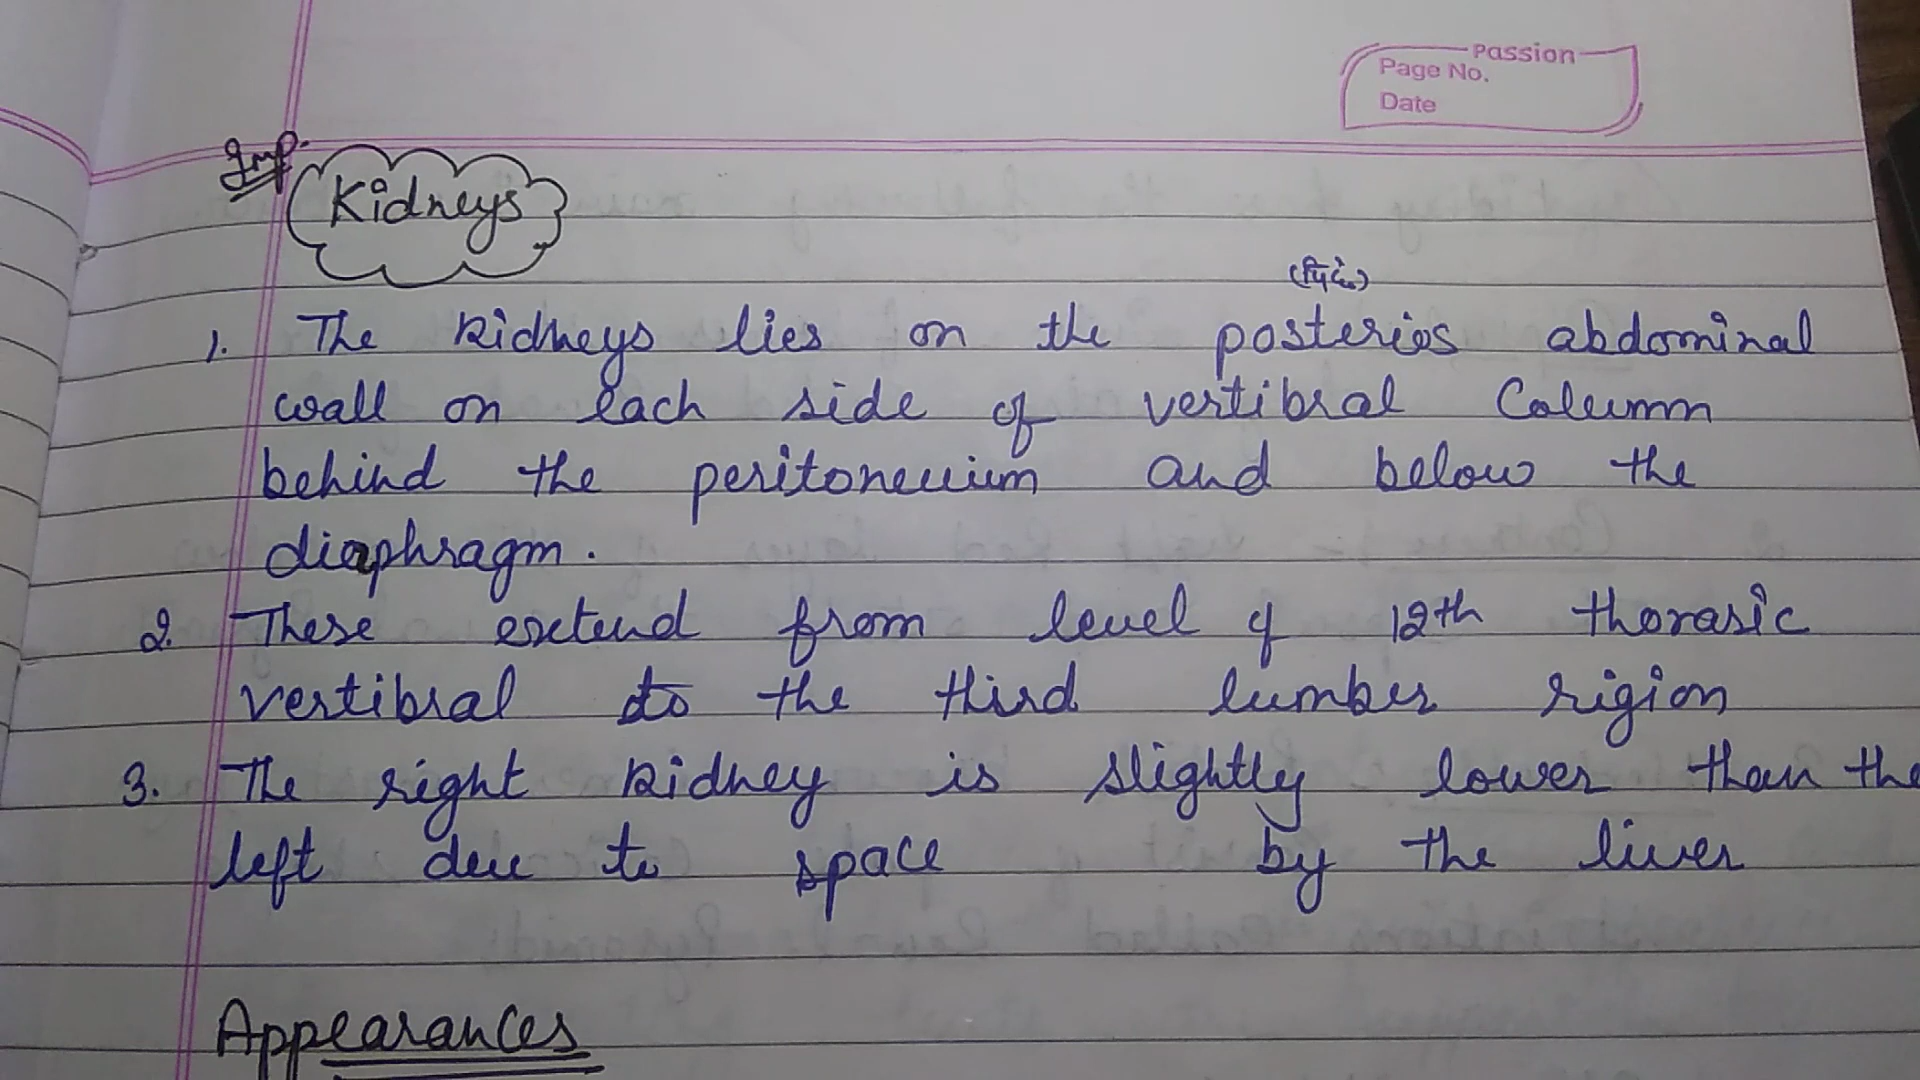 Passion
Page No.
Date
Imp.
Kidneys
1. The Kidneys lies on the posterios abdominal
wall on each side of vertibral Column
behind the peritoneuium and below the
diaphragm.
2. These extend from level of 12th thorasic
vertibral to the third lumber rigion
3. The right Kidney is slightly lower than the
left due to space by the liver
Appearances